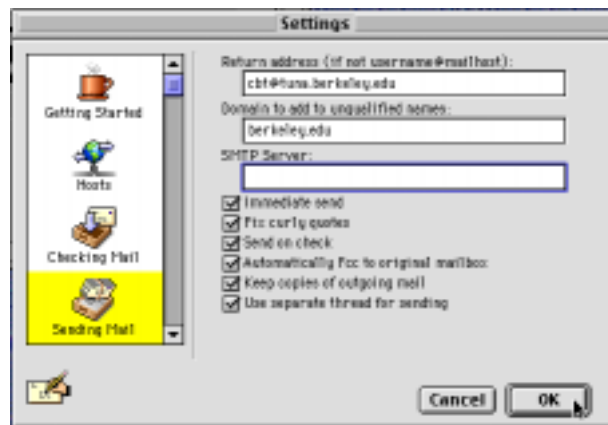 Settings
Getting Started
Hosts
Checking Mail
Sending Mail
Return address (if not username@mailhost):
cbt@tuna.berkeley.edu
Domain to add to unqualified names:
berkeley.edu
SMTP Server:
Immediate send
Fix curly quotes
Send on check
Automatically Fcc to original mailbox
Keep copies of outgoing mail
Use separate thread for sending
Cancel
OK